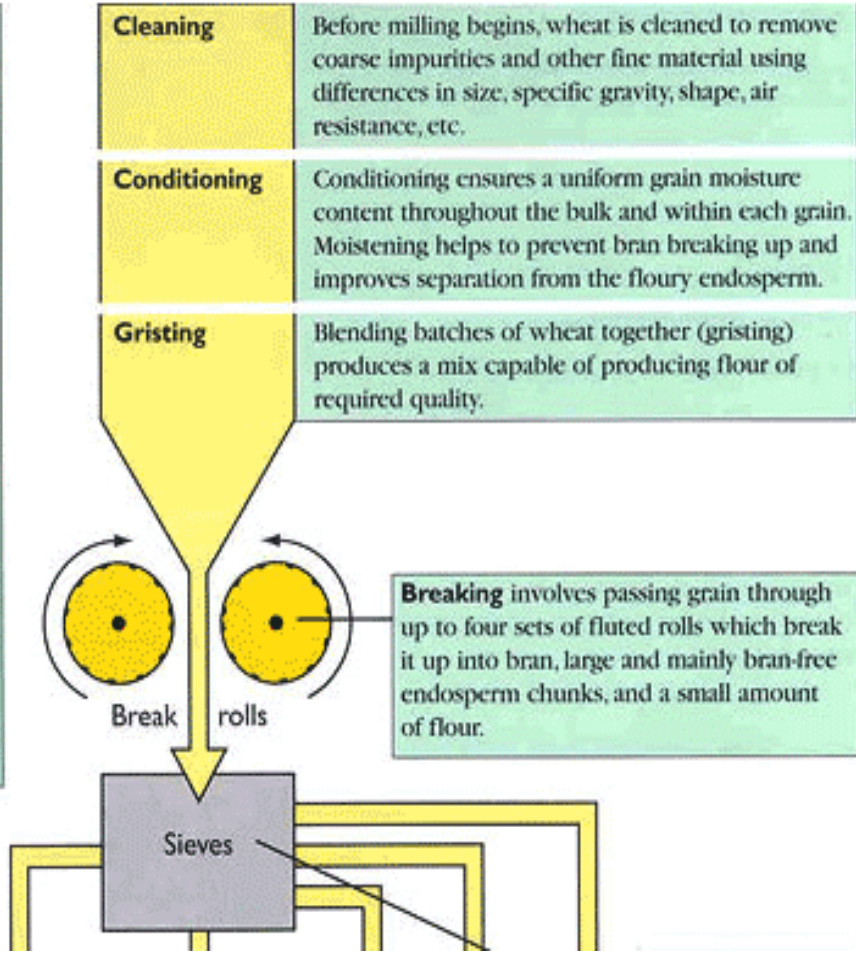 Cleaning
Before milling begins, wheat is cleaned to remove
coarse impurities and other fine material using
differences in size, specific gravity, shape, air
resistance, etc.
Conditioning
Conditioning ensures a uniform grain moisture
content throughout the bulk and within each grain.
Moistening helps to prevent bran breaking up and
improves separation from the floury endosperm.
Gristing
Blending batches of wheat together (gristing)
produces a mix capable of producing flour of
required quality.
Breaking involves passing grain through
up to four sets of fluted rolls which break
it up into bran, large and mainly bran-free
endosperm chunks, and a small amount
of flour.
Break rolls
Sieves